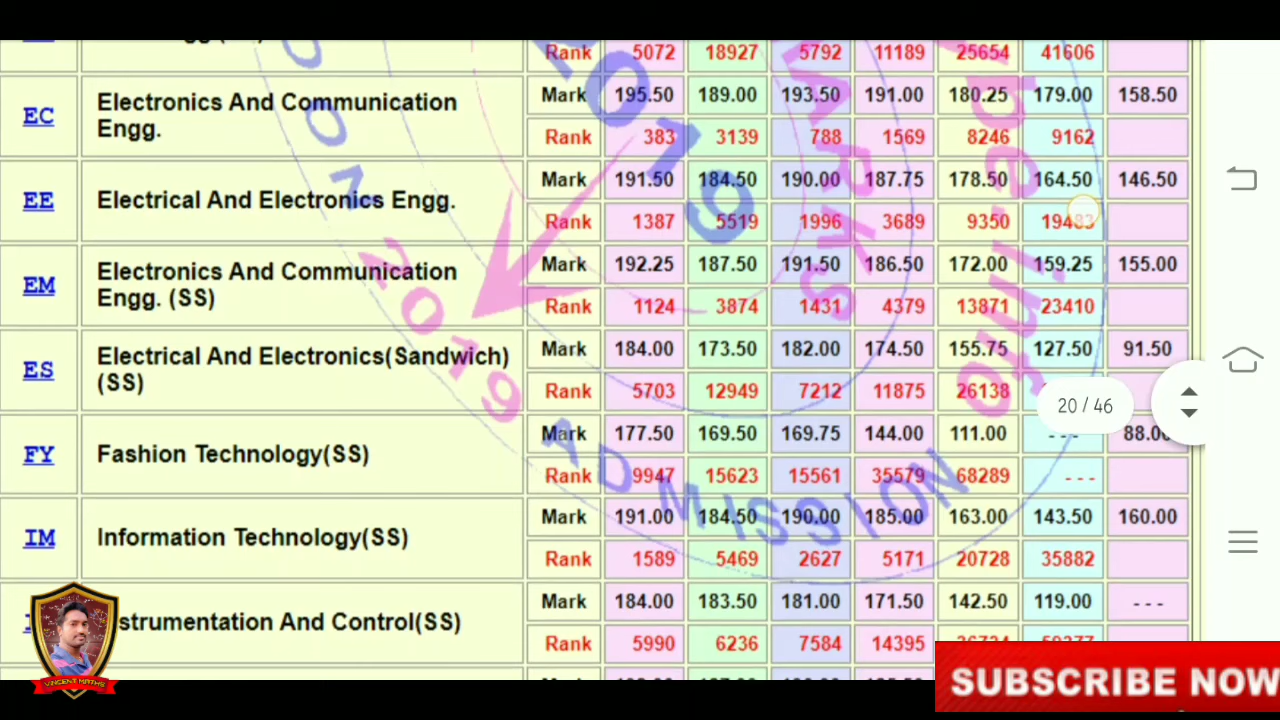 Rank 5072 18927 5792 11189 25654 41606
EC Electronics And Communication Engg. Mark 195.50 189.00 193.50 191.00 180.25 179.00 158.50
Rank 383 3139 788 1569 8246 9162
EE Electrical And Electronics Engg. Mark 191.50 184.50 190.00 187.75 178.50 164.50 146.50
Rank 1387 5519 1996 3689 9350 19483
EM Electronics And Communication Engg. (SS) Mark 192.25 187.50 191.50 186.50 172.00 159.25 155.00
Rank 1124 3874 1431 4379 13871 23410
ES Electrical And Electronics(Sandwich) (SS) Mark 184.00 173.50 182.00 174.50 155.75 127.50 91.50
Rank 5703 12949 7212 11875 26138
FY Fashion Technology(SS) Mark 177.50 169.50 169.75 144.00 111.00 --- 88.00
Rank 9947 15623 15561 35579 68289 ---
IM Information Technology(SS) Mark 191.00 184.50 190.00 185.00 163.00 143.50 160.00
Rank 1589 5469 2627 5171 20728 35882
And Control(SS) Mark 184.00 183.50 181.00 171.50 142.50 119.00 ---
Rank 5990 6236 7584 14395
20 / 46
2019
Marks
2019 ADMISSION
VINCENT MATHS
SUBSCRIBE NOW